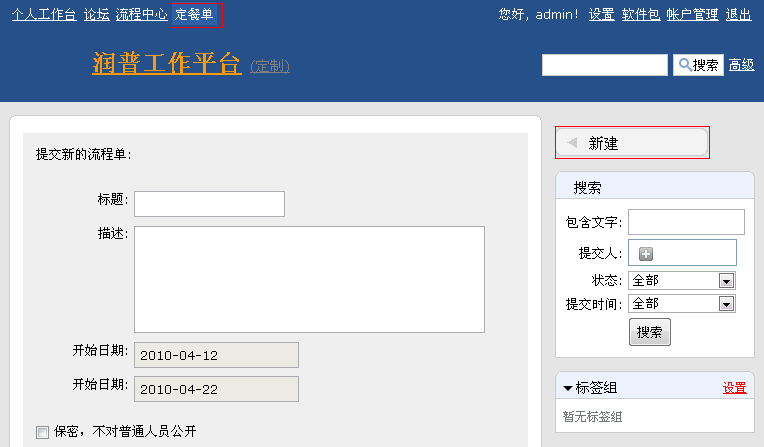 个人工作台 论坛 流程中心 定餐单 您好，admin！ 设置 软件包 帐户管理 退出
润普工作平台 (定制) 搜索 高级
提交新的流程单:
标题:
描述:
开始日期: 2010-04-12
开始日期: 2010-04-22
保密，不对普通人员公开
新建
搜索
包含文字:
提交人:
状态: 全部
提交时间: 全部
搜索
标签组 设置
暂无标签组